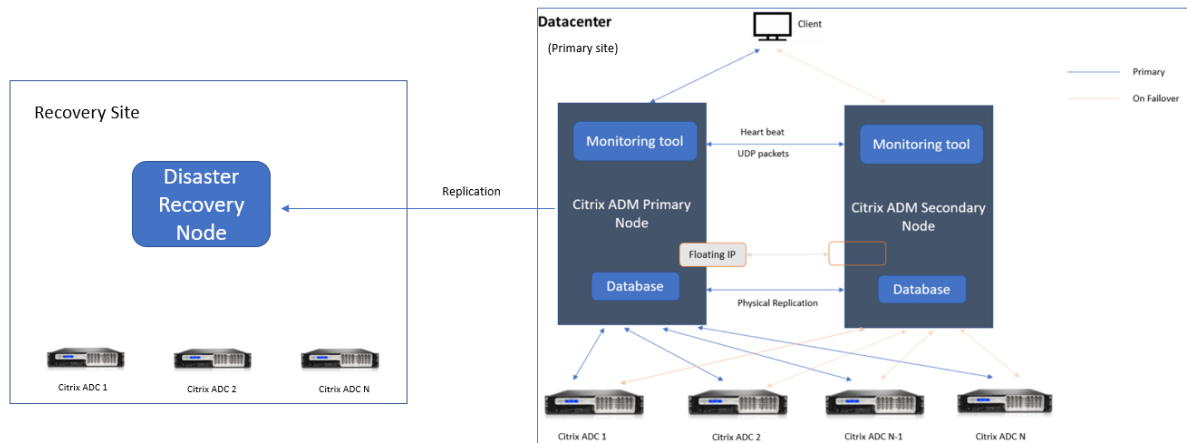 Recovery Site
Disaster
Recovery
Node
Citrix ADC 1
Citrix ADC 2
Citrix ADC N
Replication
Datacenter
(Primary site)
Client
Primary
On Failover
Monitoring tool
Heart beat
UDP packets
Monitoring tool
Citrix ADM Primary
Node
Citrix ADM Secondary
Node
Floating IP
Database
Physical Replication
Database
Citrix ADC 1
Citrix ADC 2
Citrix ADC N-1
Citrix ADC N